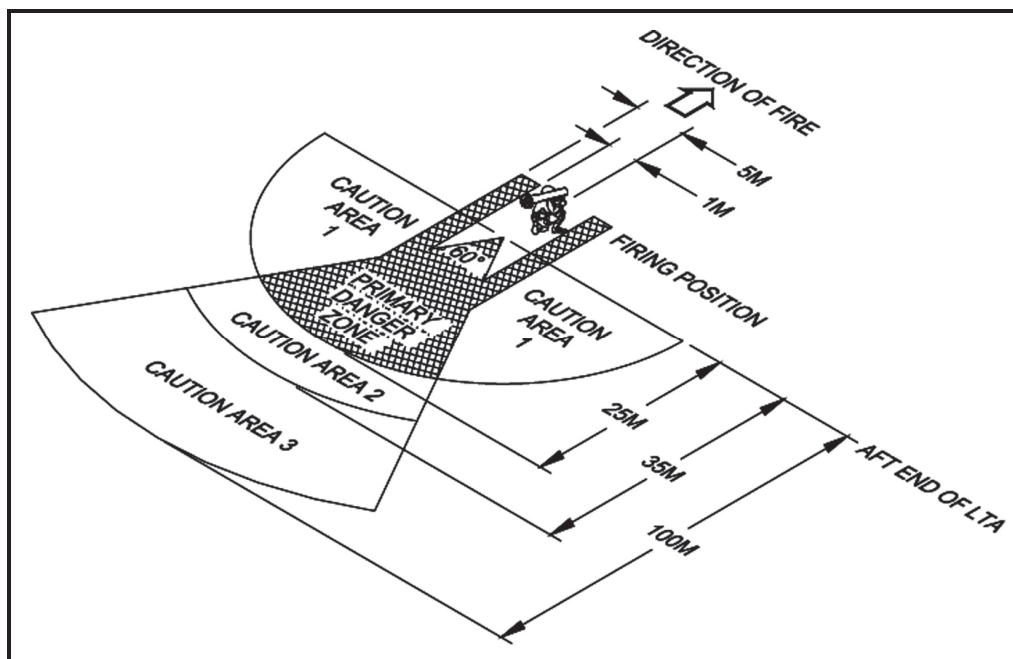 DIRECTION OF FIRE
5M
1M
CAUTION
AREA
1
60°
FIRING POSITION
PRIMARY
DANGER
ZONE
CAUTION
AREA
1
CAUTION AREA 2
CAUTION AREA 3
25M
35M
100M
AFT END OF LTA